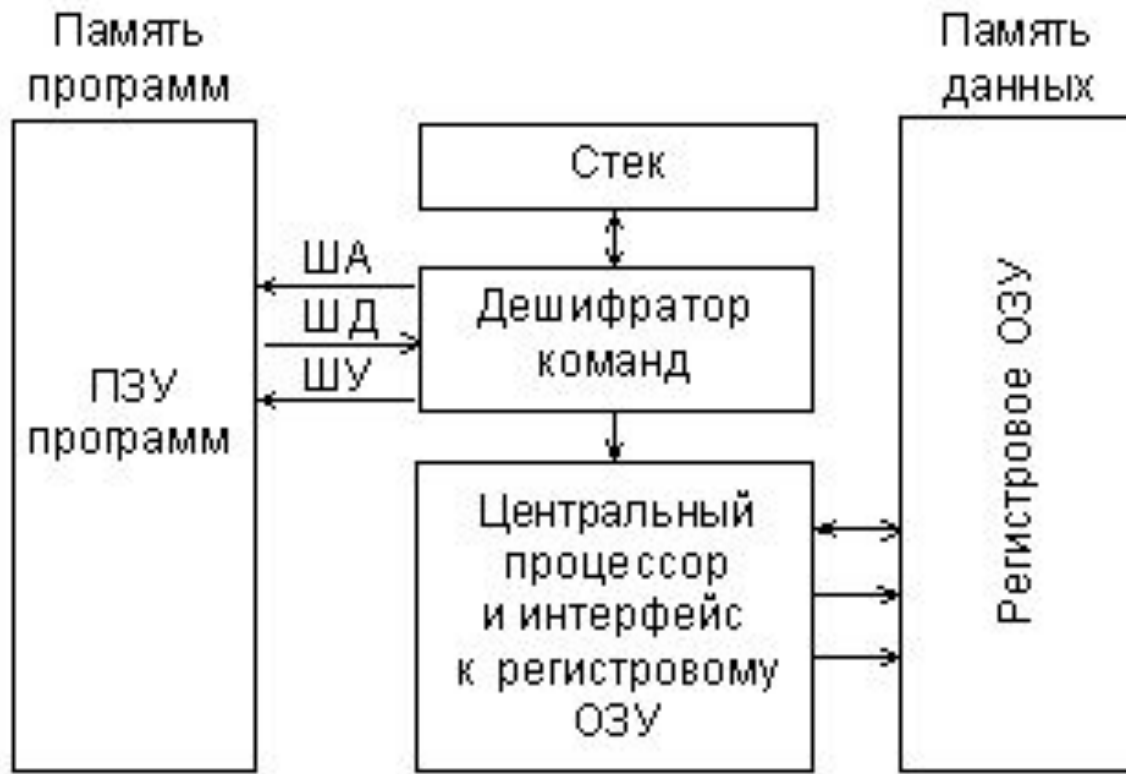 Память
программ
Память
данных
Стек
ША
ШД
ШУ
Дешифратор
команд
ПЗУ
программ
Центральный
процессор
и интерфейс
к регистровому
ОЗУ
Регистровое ОЗУ